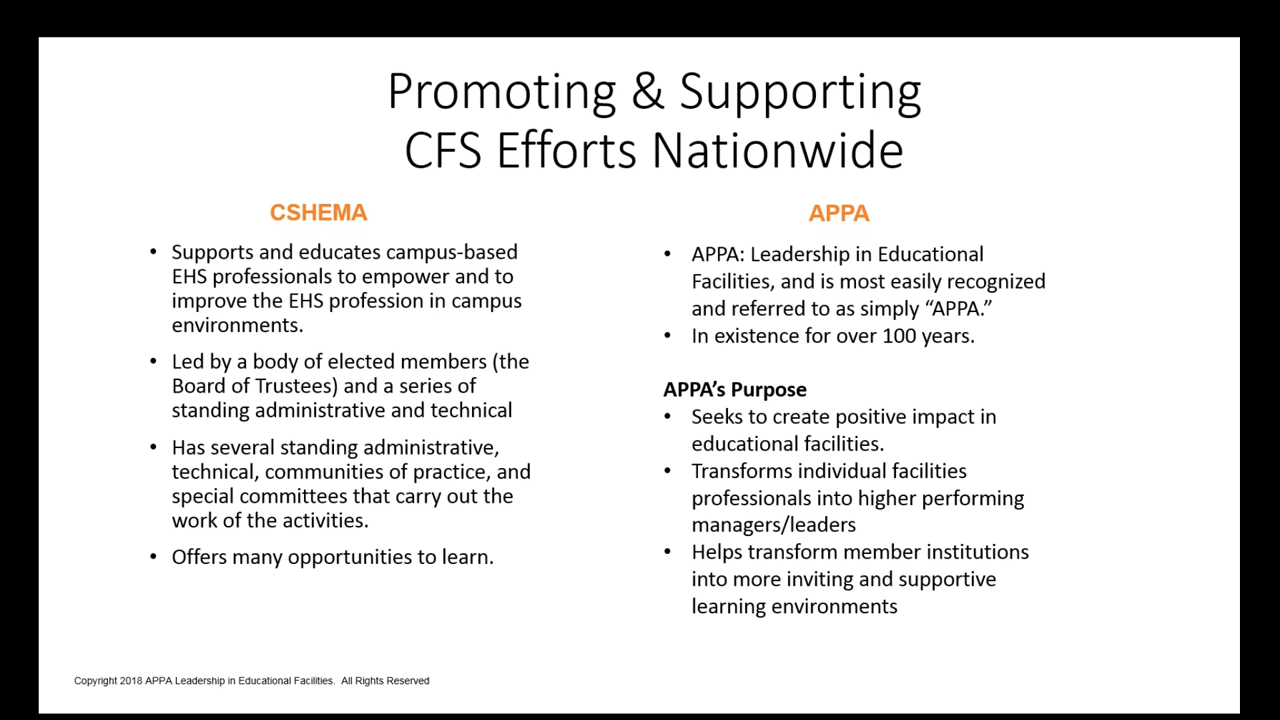 Promoting & Supporting
CFS Efforts Nationwide
CSHEMA
• Supports and educates campus-based
EHS professionals to empower and to
improve the EHS profession in campus
environments.
• Led by a body of elected members (the
Board of Trustees) and a series of
standing administrative and technical
• Has several standing administrative,
technical, communities of practice, and
special committees that carry out the
work of the activities.
• Offers many opportunities to learn.
APPA
• APPA: Leadership in Educational
Facilities, and is most easily recognized
and referred to as simply “APPA.”
• In existence for over 100 years.
APPA’s Purpose
• Seeks to create positive impact in
educational facilities.
• Transforms individual facilities
professionals into higher performing
managers/leaders
• Helps transform member institutions
into more inviting and supportive
learning environments
Copyright 2018 APPA Leadership in Educational Facilities.  All Rights Reserved